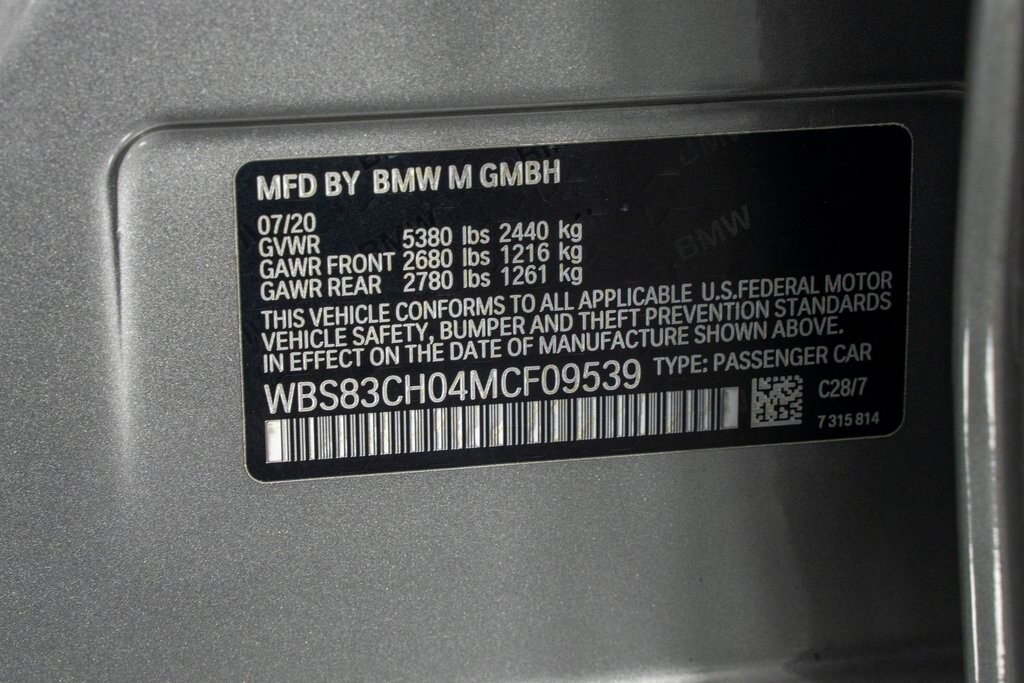 MFD BY BMW M GMBH
07/20
GVWR 5380 lbs 2440 kg
GAWR FRONT 2680 lbs 1216 kg
GAWR REAR 2780 lbs 1261 kg
THIS VEHICLE CONFORMS TO ALL APPLICABLE U.S.FEDERAL MOTOR
VEHICLE SAFETY, BUMPER AND THEFT PREVENTION STANDARDS
IN EFFECT ON THE DATE OF MANUFACTURE SHOWN ABOVE.
WBS83CH04MCF09539 TYPE: PASSENGER CAR
C28/7
7 315 814
BMW